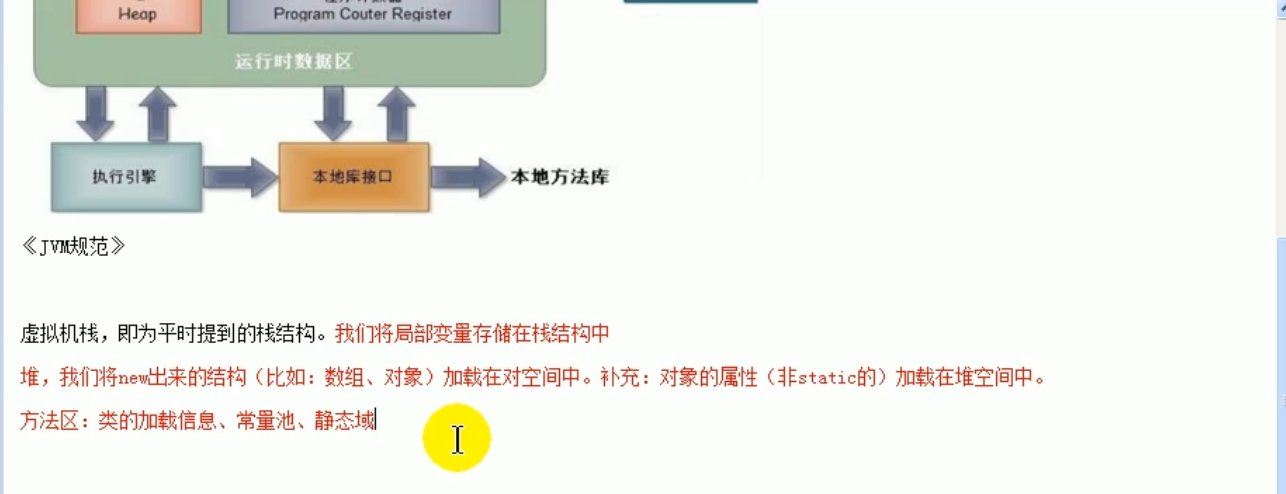 Heap
Program Couter Register
运行时数据区
执行引擎
本地库接口
本地方法库
《JVM规范》
虚拟机栈，即为平时提到的栈结构。我们将局部变量存储在栈结构中
堆，我们将new出来的结构（比如：数组、对象）加载在对空间中。补充：对象的属性（非static的）加载在堆空间中。
方法区：类的加载信息、常量池、静态域